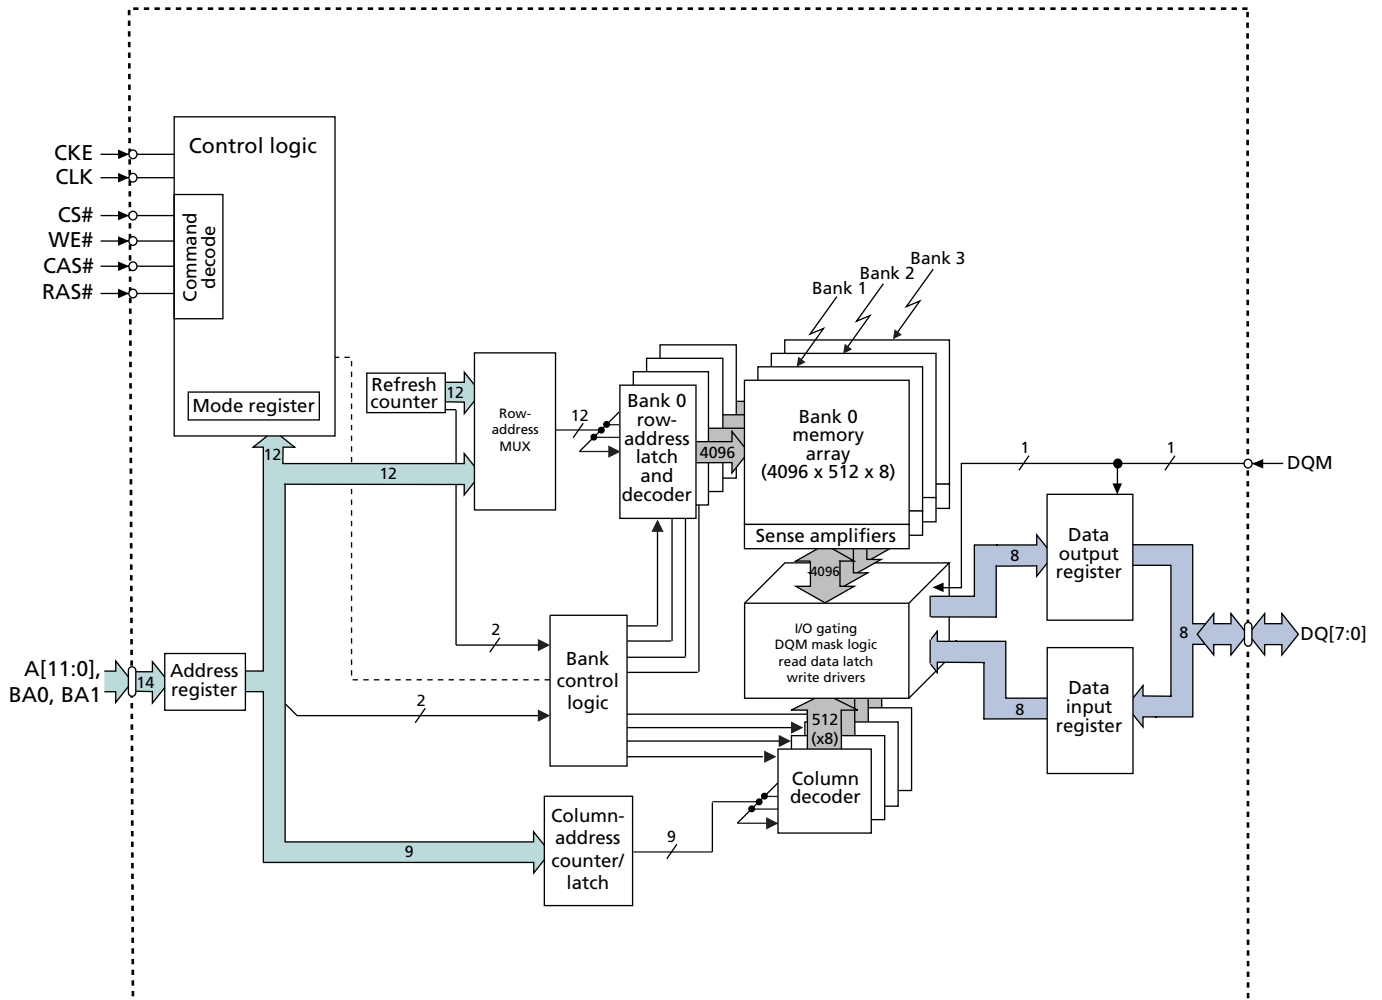 Control logic
CKE
CLK
CS#
WE#
CAS#
RAS#
Command
decode
Mode register
Bank 3
Bank 2
Bank 1
Refresh
counter
12
Row-
address
MUX
12
Bank 0
row-
address
latch
and
decoder
4096
Bank 0
memory
array
(4096 x 512 x 8)
Sense amplifiers
12
12
1
1
DQM
Data
output
register
8
4096
I/O gating
DQM mask logic
read data latch
write drivers
2
Bank
control
logic
A[11:0],
BA0, BA1
14
Address
register
2
8
DQ[7:0]
Data
input
register
8
512
(x8)
Column
decoder
Column-
address
counter/
latch
9
9